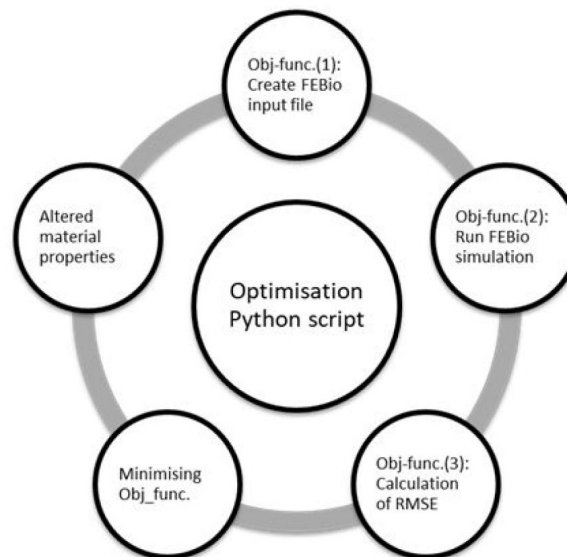 Obj-func.(1):
Create FEBio
input file
Obj-func.(2):
Run FEBio
simulation
Obj-func.(3):
Calculation
of RMSE
Minimising
Obj_func.
Altered
material
properties
Optimisation
Python script